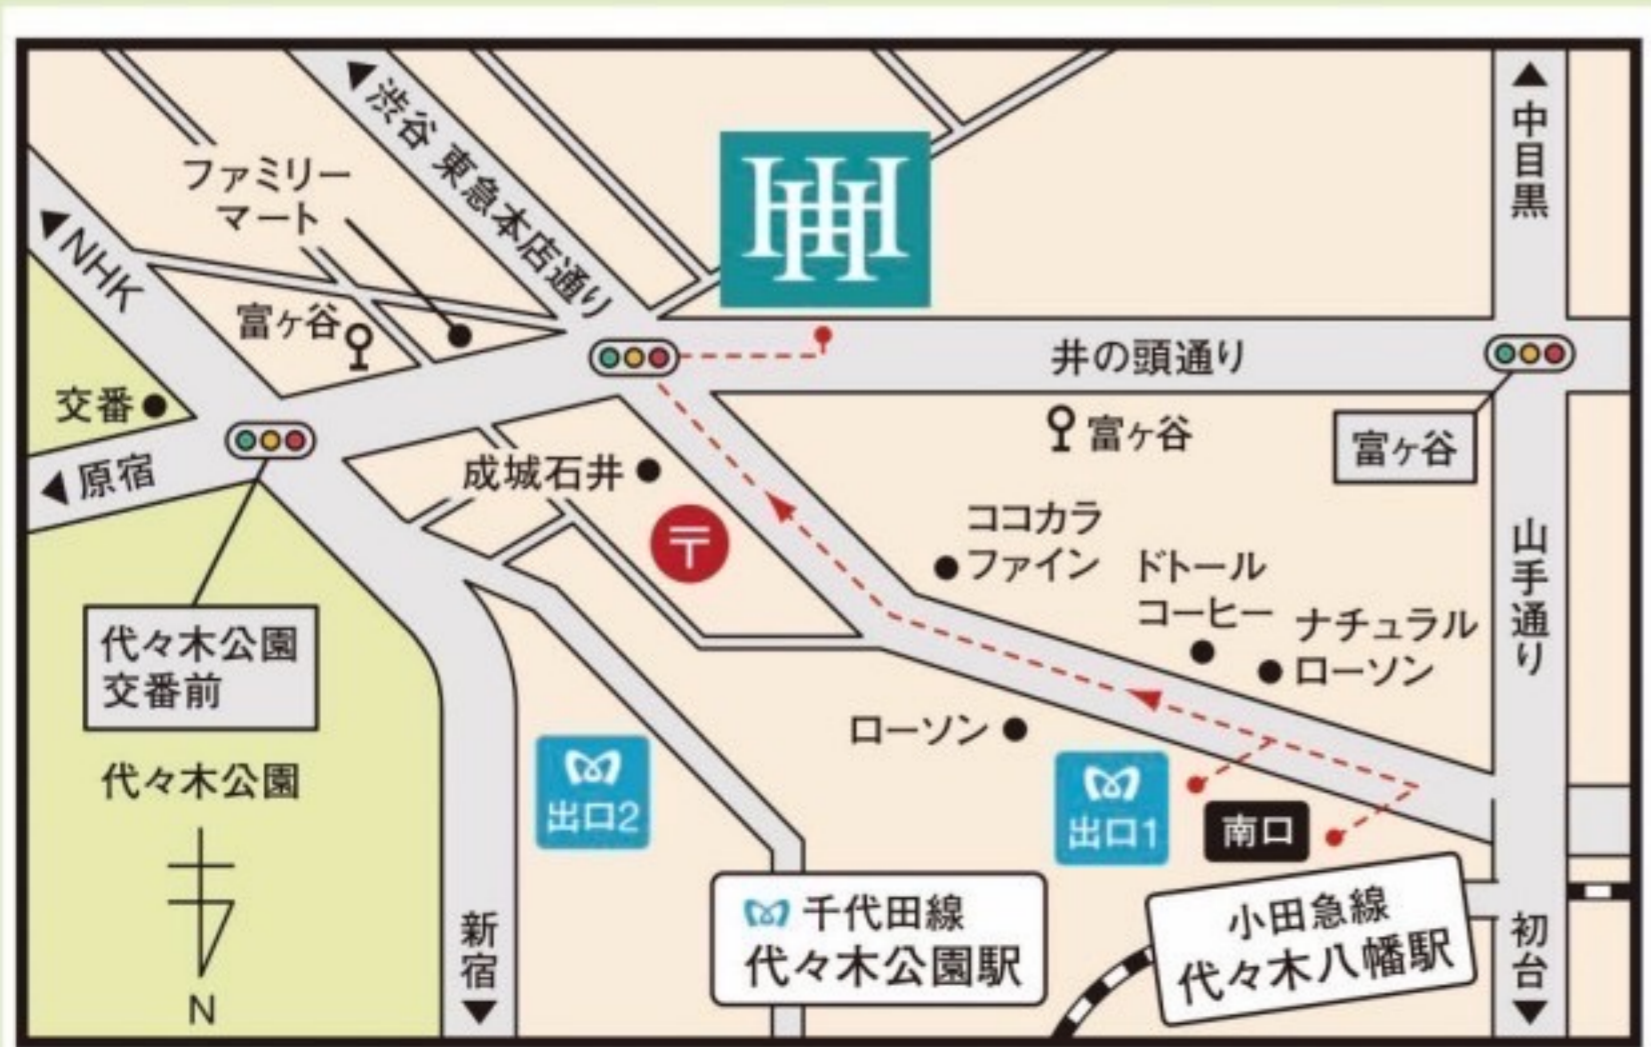 渋谷 東急本店通り
中目黒
ファミリー
マート
NHK
富ヶ谷
交番
原宿
井の頭通り
富ヶ谷
富ヶ谷
成城石井
〒
ココカラ
ファイン
ドトール
コーヒー
ナチュラル
ローソン
山手通り
代々木公園
交番前
代々木公園
ローソン
出口2
出口1
南口
千代田線
代々木公園駅
小田急線
代々木八幡駅
新宿
初台
N